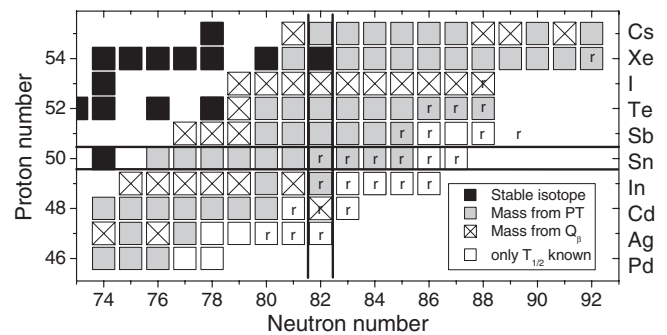 Cs
54 r Xe
r I
52 r r r Te
r r r r Sb
50 r r r r r r Sn
r r r r r In
48 r r r Cd
r r r Ag
46 Pd
Proton number
Stable isotope
Mass from PT
Mass from Qβ
only T1/2 known
74 76 78 80 82 84 86 88 90 92
Neutron number